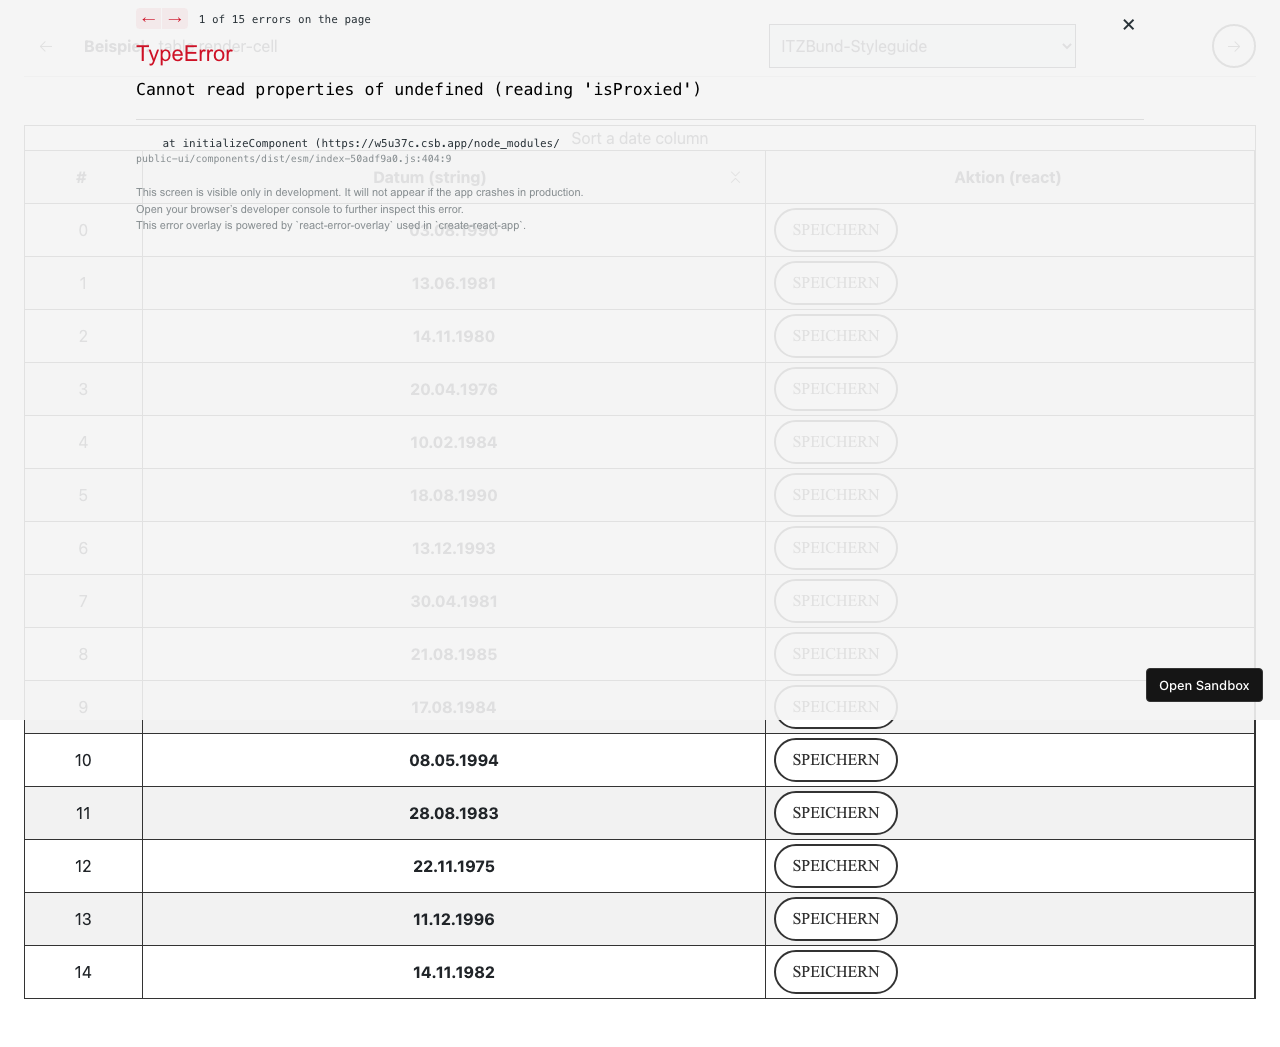 ← → 1 of 15 errors on the page
×
← Beispiel table render-cell ITZBund-Styleguide →
TypeError
Cannot read properties of undefined (reading 'isProxied')
Sort a date column
at initializeComponent (https://w5u37c.csb.app/node_modules/
public-ui/components/dist/esm/index-50adf9a0.js:404:9
# Datum (string) Aktion (react)
This screen is visible only in development. It will not appear if the app crashes in production.
Open your browser’s developer console to further inspect this error.
This error overlay is powered by `react-error-overlay` used in `create-react-app`.
0 03.08.1990 SPEICHERN
1 13.06.1981 SPEICHERN
2 14.11.1980 SPEICHERN
3 20.04.1976 SPEICHERN
4 10.02.1984 SPEICHERN
5 18.08.1990 SPEICHERN
6 13.12.1993 SPEICHERN
7 30.04.1981 SPEICHERN
8 21.08.1985 SPEICHERN
Open Sandbox
9 17.08.1984 SPEICHERN
10 08.05.1994 SPEICHERN
11 28.08.1983 SPEICHERN
12 22.11.1975 SPEICHERN
13 11.12.1996 SPEICHERN
14 14.11.1982 SPEICHERN